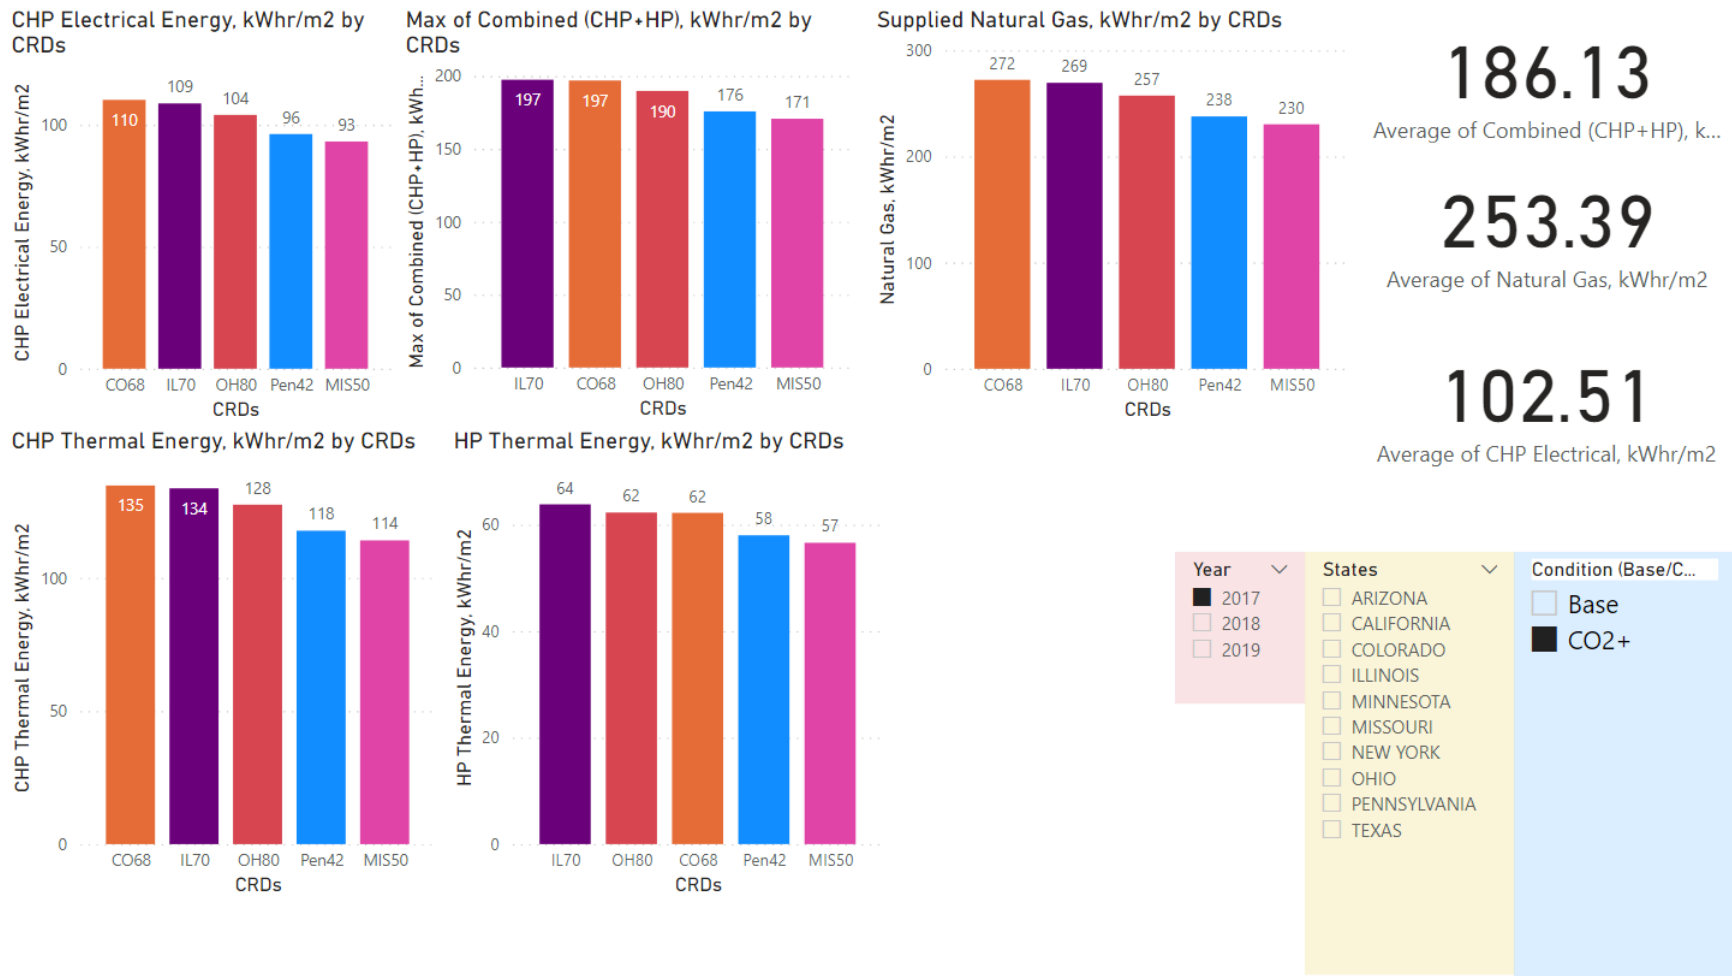 CHP Electrical Energy, kWhr/m2 by
CRDs
CHP Electrical Energy, kWhr/m2
100
50
0
110
109
104
96
93
CO68 IL70 OH80 Pen42 MIS50
CRDs
Max of Combined (CHP+HP), kWhr/m2 by
CRDs
Max of Combined (CHP+HP), kWh...
200
150
100
50
0
197
197
190
176
171
IL70 CO68 OH80 Pen42 MIS50
CRDs
Supplied Natural Gas, kWhr/m2 by CRDs
Natural Gas, kWhr/m2
300
200
100
0
272
269
257
238
230
CO68 IL70 OH80 Pen42 MIS50
CRDs
186.13
Average of Combined (CHP+HP), k...
253.39
Average of Natural Gas, kWhr/m2
102.51
Average of CHP Electrical, kWhr/m2
CHP Thermal Energy, kWhr/m2 by CRDs
CHP Thermal Energy, kWhr/m2
100
50
0
135
134
128
118
114
CO68 IL70 OH80 Pen42 MIS50
CRDs
HP Thermal Energy, kWhr/m2 by CRDs
HP Thermal Energy, kWhr/m2
60
40
20
0
64
62
62
58
57
IL70 OH80 CO68 Pen42 MIS50
CRDs
Year
2017
2018
2019
States
ARIZONA
CALIFORNIA
COLORADO
ILLINOIS
MINNESOTA
MISSOURI
NEW YORK
OHIO
PENNSYLVANIA
TEXAS
Condition (Base/C...
Base
CO2+